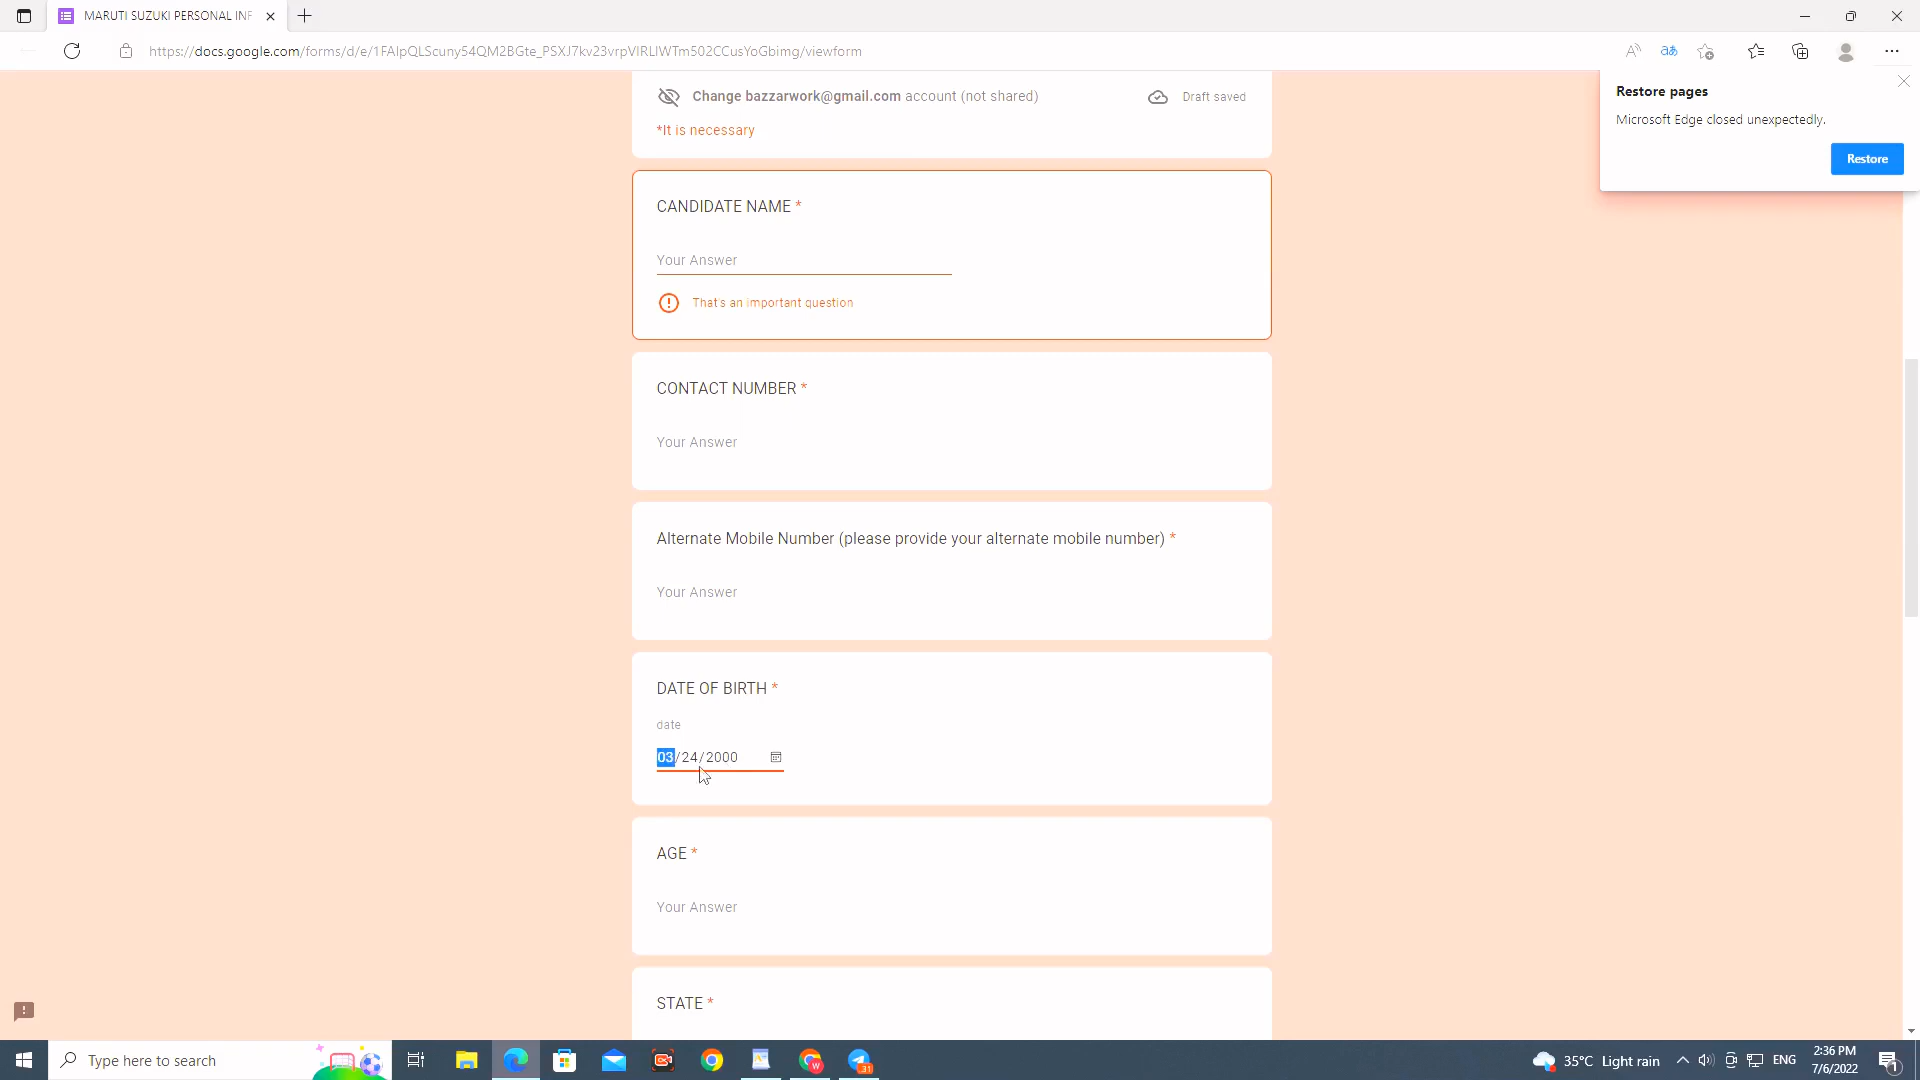 MARUTI SUZUKI PERSONAL INF
https://docs.google.com/forms/d/e/1FAIpQLScuny54QM2BGte_PSXJ7kv23vrpVIRLIWTm502CCusYoGbimg/viewform
Restore pages
Microsoft Edge closed unexpectedly.
Restore
Change bazzarwork@gmail.com account (not shared)
Draft saved
*It is necessary
CANDIDATE NAME *
Your Answer
That's an important question
CONTACT NUMBER *
Your Answer
Alternate Mobile Number (please provide your alternate mobile number) *
Your Answer
DATE OF BIRTH *
date
03/24/2000
AGE *
Your Answer
STATE *
Type here to search
31
35°C Light rain
ENG
2:36 PM
7/6/2022
1